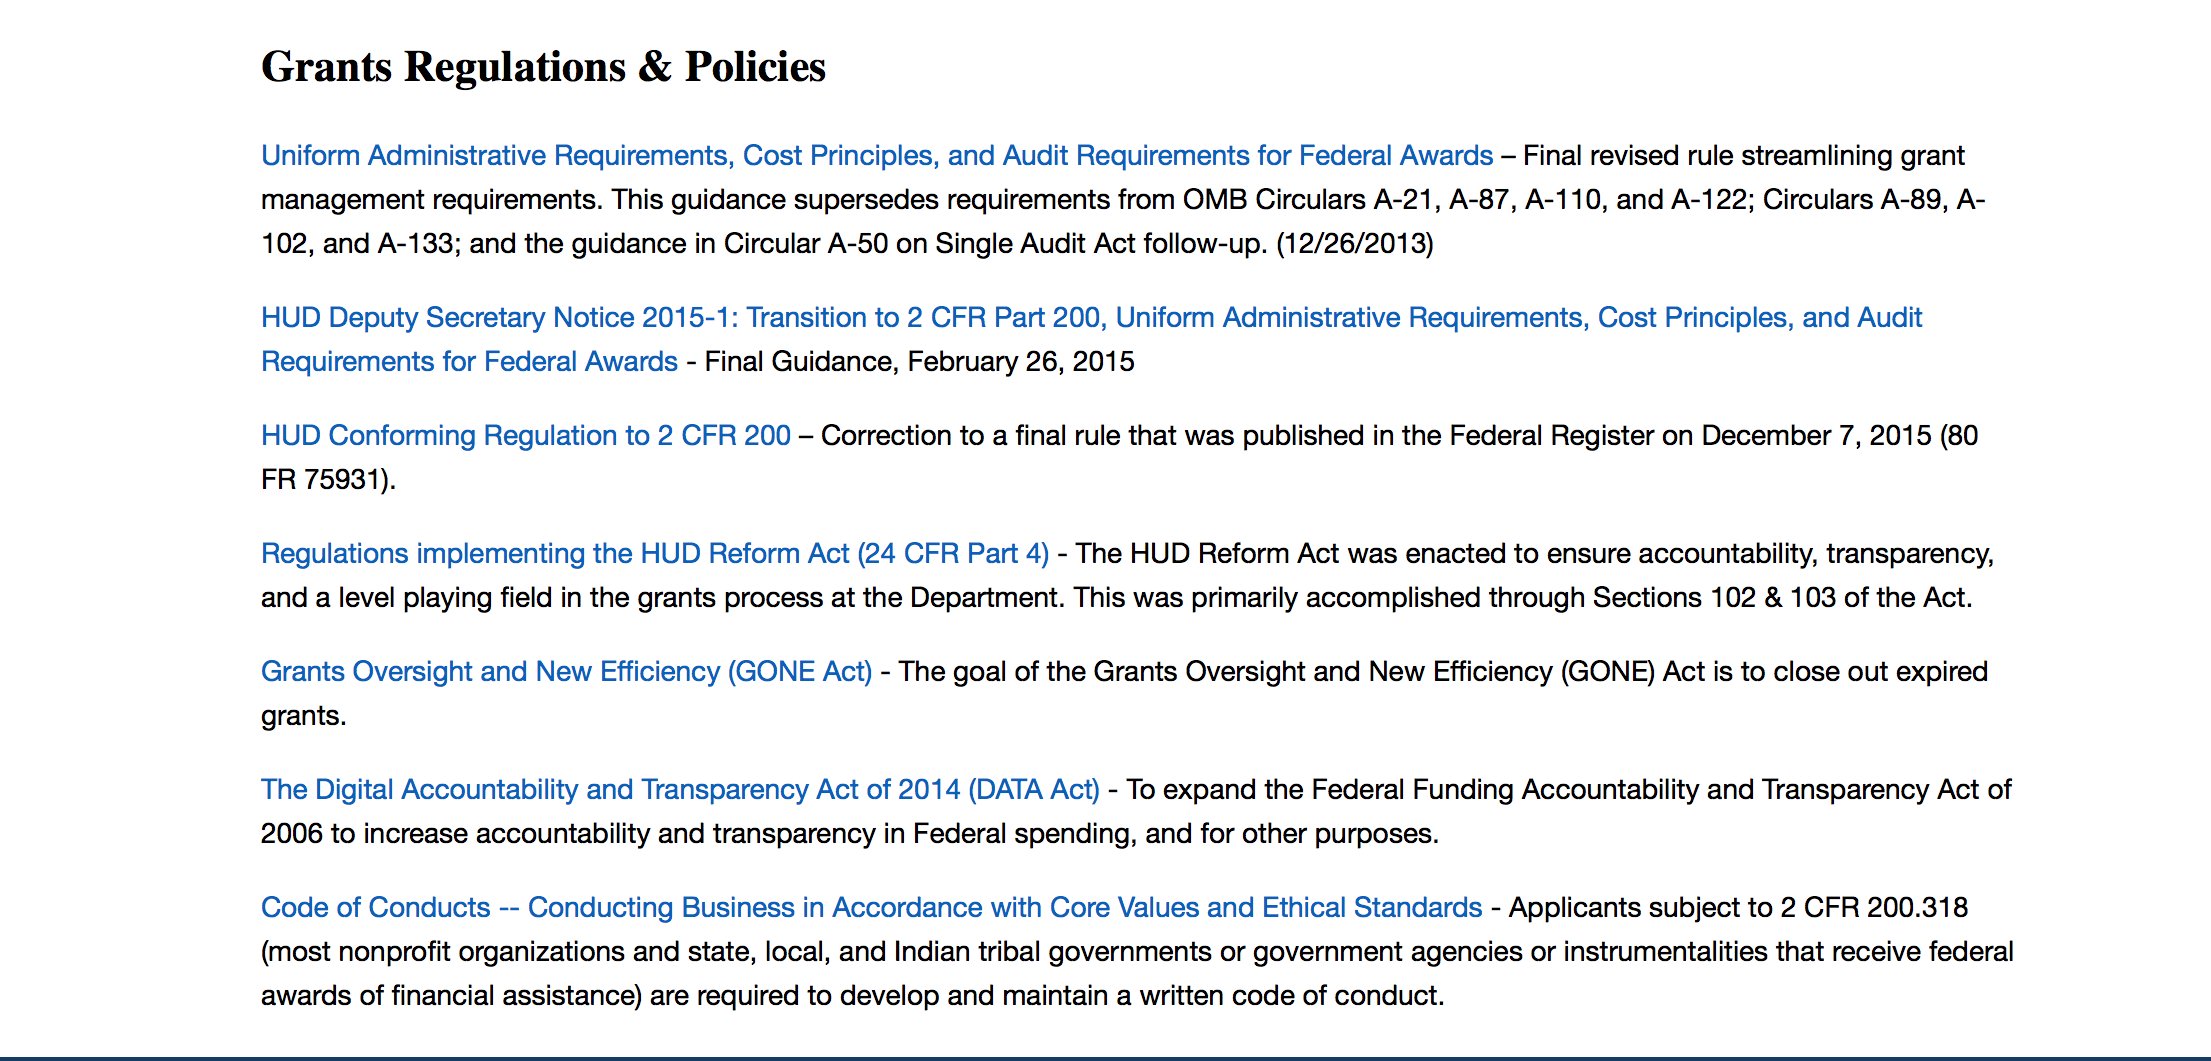 Grants Regulations & Policies
Uniform Administrative Requirements, Cost Principles, and Audit Requirements for Federal Awards – Final revised rule streamlining grant
management requirements. This guidance supersedes requirements from OMB Circulars A-21, A-87, A-110, and A-122; Circulars A-89, A-
102, and A-133; and the guidance in Circular A-50 on Single Audit Act follow-up. (12/26/2013)
HUD Deputy Secretary Notice 2015-1: Transition to 2 CFR Part 200, Uniform Administrative Requirements, Cost Principles, and Audit
Requirements for Federal Awards - Final Guidance, February 26, 2015
HUD Conforming Regulation to 2 CFR 200 – Correction to a final rule that was published in the Federal Register on December 7, 2015 (80
FR 75931).
Regulations implementing the HUD Reform Act (24 CFR Part 4) - The HUD Reform Act was enacted to ensure accountability, transparency,
and a level playing field in the grants process at the Department. This was primarily accomplished through Sections 102 & 103 of the Act.
Grants Oversight and New Efficiency (GONE Act) - The goal of the Grants Oversight and New Efficiency (GONE) Act is to close out expired
grants.
The Digital Accountability and Transparency Act of 2014 (DATA Act) - To expand the Federal Funding Accountability and Transparency Act of
2006 to increase accountability and transparency in Federal spending, and for other purposes.
Code of Conducts -- Conducting Business in Accordance with Core Values and Ethical Standards - Applicants subject to 2 CFR 200.318
(most nonprofit organizations and state, local, and Indian tribal governments or government agencies or instrumentalities that receive federal
awards of financial assistance) are required to develop and maintain a written code of conduct.